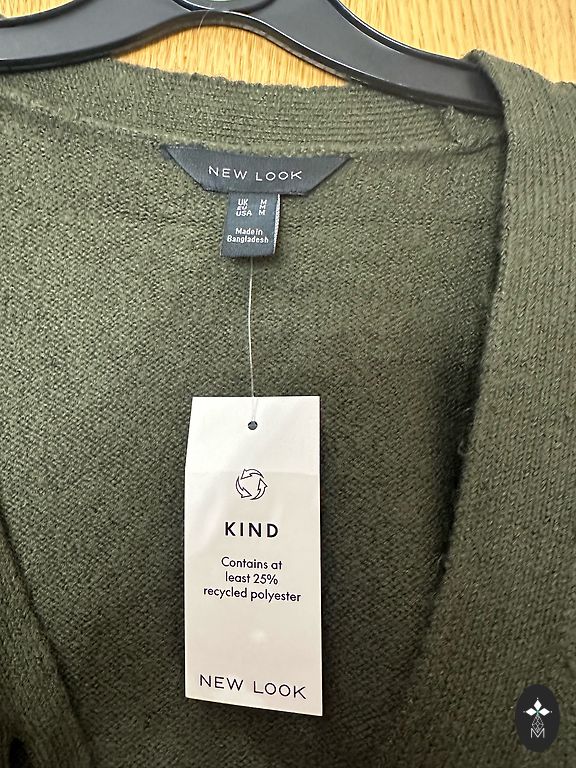 NEW LOOK
UK M
EU M
USA M
Made in
Bangladesh
KIND
Contains at
least 25%
recycled polyester
NEW LOOK
M